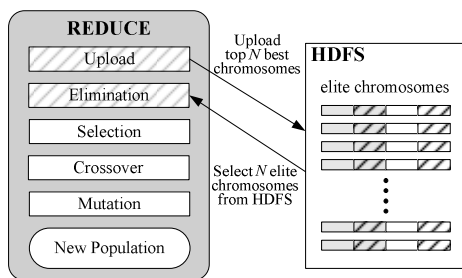 REDUCE
Upload
Elimination
Selection
Crossover
Mutation
New Population
Upload
top N best
chromosomes
Select N elite
chromosomes
from HDFS
HDFS
elite chromosomes